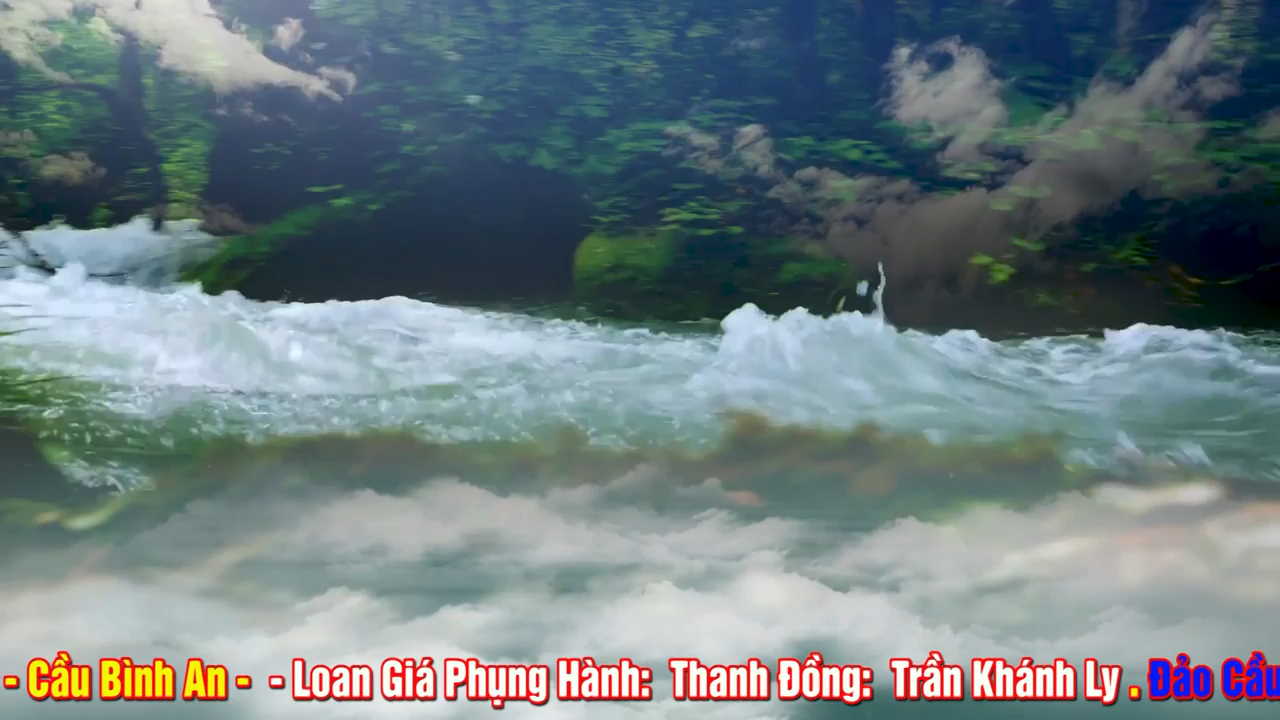 - Cầu Bình An - - Loan Giá Phụng Hành: Thanh Đồng: Trần Khánh Ly . Đảo Cầu